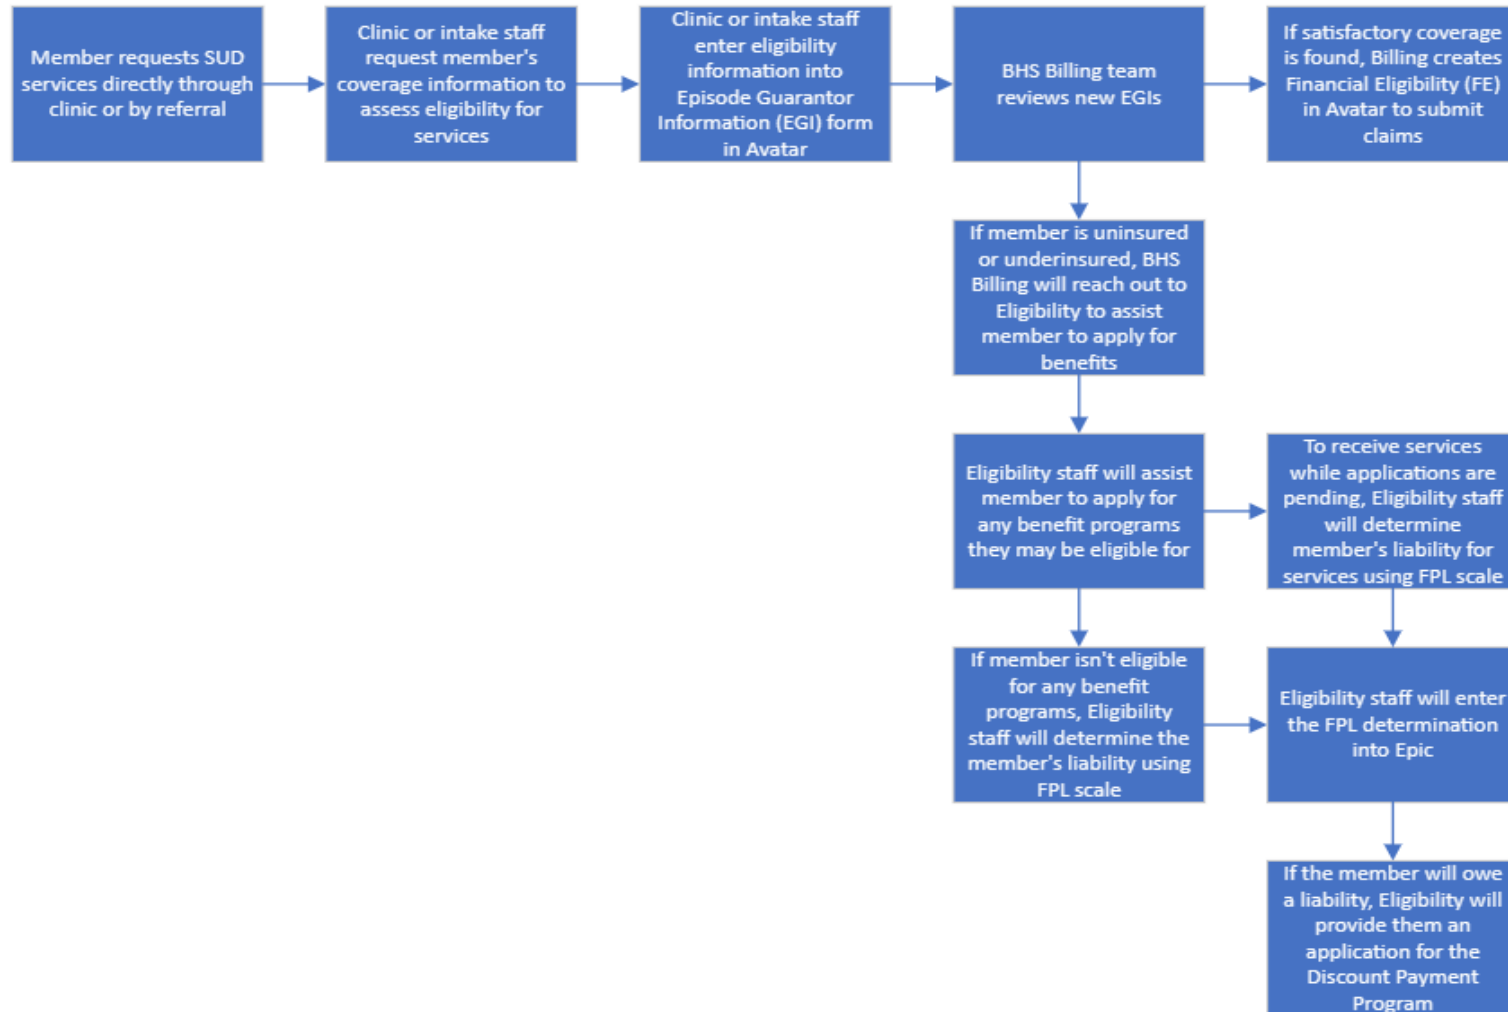 Member requests SUD
services directly through
clinic or by referral
Clinic or intake staff
request member's
coverage information to
assess eligibility for
services
Clinic or intake staff
enter eligibility
information into
Episode Guarantor
Information (EGI) form
in Avatar
BHS Billing team
reviews new EGIs
If satisfactory coverage
is found, Billing creates
Financial Eligibility (FE)
in Avatar to submit
claims
If member is uninsured
or underinsured, BHS
Billing will reach out to
Eligibility to assist
member to apply for
benefits
Eligibility staff will assist
member to apply for
any benefit programs
they may be eligible for
To receive services
while applications are
pending, Eligibility staff
will determine
member's liability for
services using FPL scale
If member isn't eligible
for any benefit
programs, Eligibility
staff will determine the
member's liability using
FPL scale
Eligibility staff will enter
the FPL determination
into Epic
If the member will owe
a liability, Eligibility will
provide them an
application for the
Discount Payment
Program